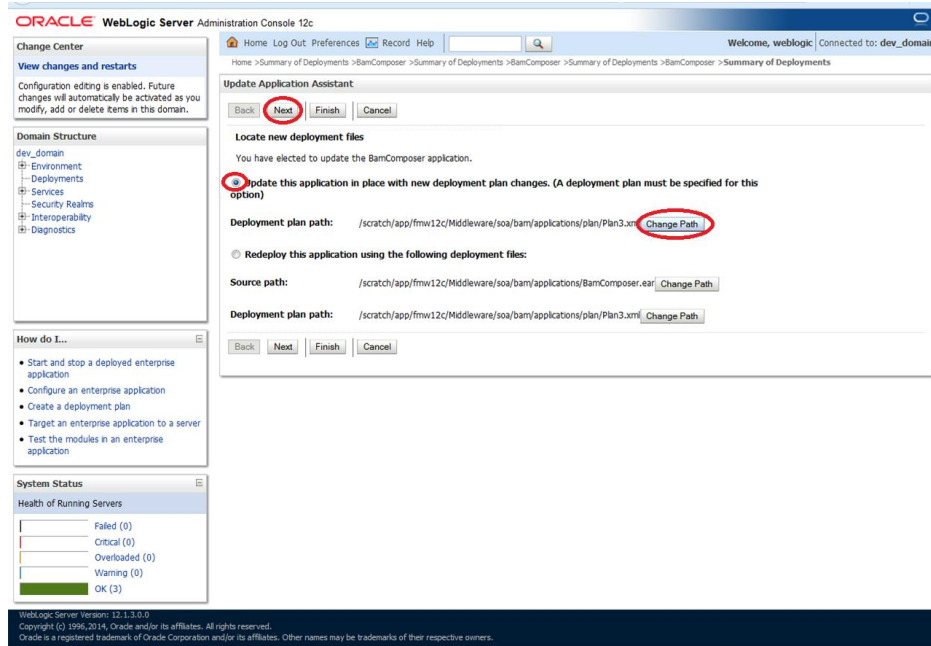 ORACLE WebLogic Server Administration Console 12c
Change Center
View changes and restarts
Configuration editing is enabled. Future
changes will automatically be activated as you
modify, add or delete items in this domain.
Domain Structure
dev_domain
Environment
Deployments
Services
Security Realms
Interoperability
Diagnostics
How do I...
Start and stop a deployed enterprise
application
Configure an enterprise application
Create a deployment plan
Target an enterprise application to a server
Test the modules in an enterprise
application
System Status
Health of Running Servers
Failed (0)
Critical (0)
Overloaded (0)
Warning (0)
OK (3)
Home Log Out Preferences Record Help
Welcome, weblogic Connected to: dev_domain
Home >Summary of Deployments >BamComposer >Summary of Deployments >BamComposer >Summary of Deployments >BamComposer >Summary of Deployments
Update Application Assistant
Back Next Finish Cancel
Locate new deployment files
You have elected to update the BamComposer application.
Update this application in place with new deployment plan changes. (A deployment plan must be specified for this
option)
Deployment plan path: /scratch/app/fmw12c/Middleware/soa/bam/applications/plan/Plan3.xml Change Path
Redeploy this application using the following deployment files:
Source path: /scratch/app/fmw12c/Middleware/soa/bam/applications/BamComposer.ear Change Path
Deployment plan path: /scratch/app/fmw12c/Middleware/soa/bam/applications/plan/Plan3.xml Change Path
Back Next Finish Cancel
WebLogic Server Version: 12.1.3.0.0
Copyright (c) 1996,2014, Oracle and/or its affiliates. All rights reserved.
Oracle is a registered trademark of Oracle Corporation and/or its affiliates. Other names may be trademarks of their respective owners.